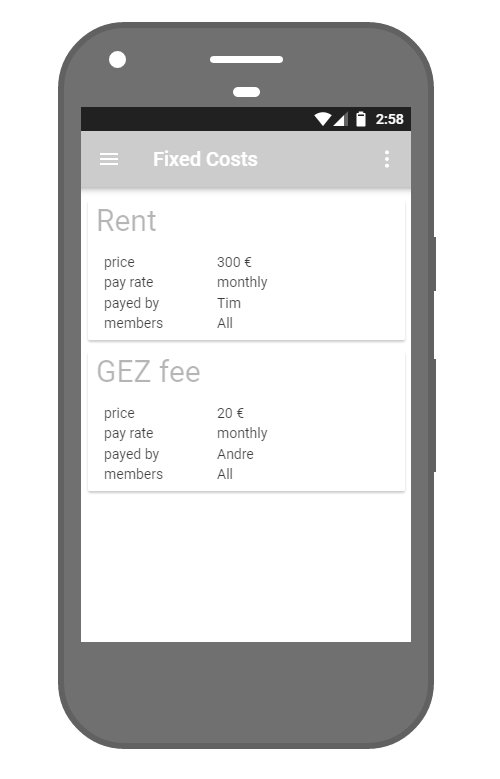 2:58
Fixed Costs
Rent
price 300 €
pay rate monthly
payed by Tim
members All
GEZ fee
price 20 €
pay rate monthly
payed by Andre
members All